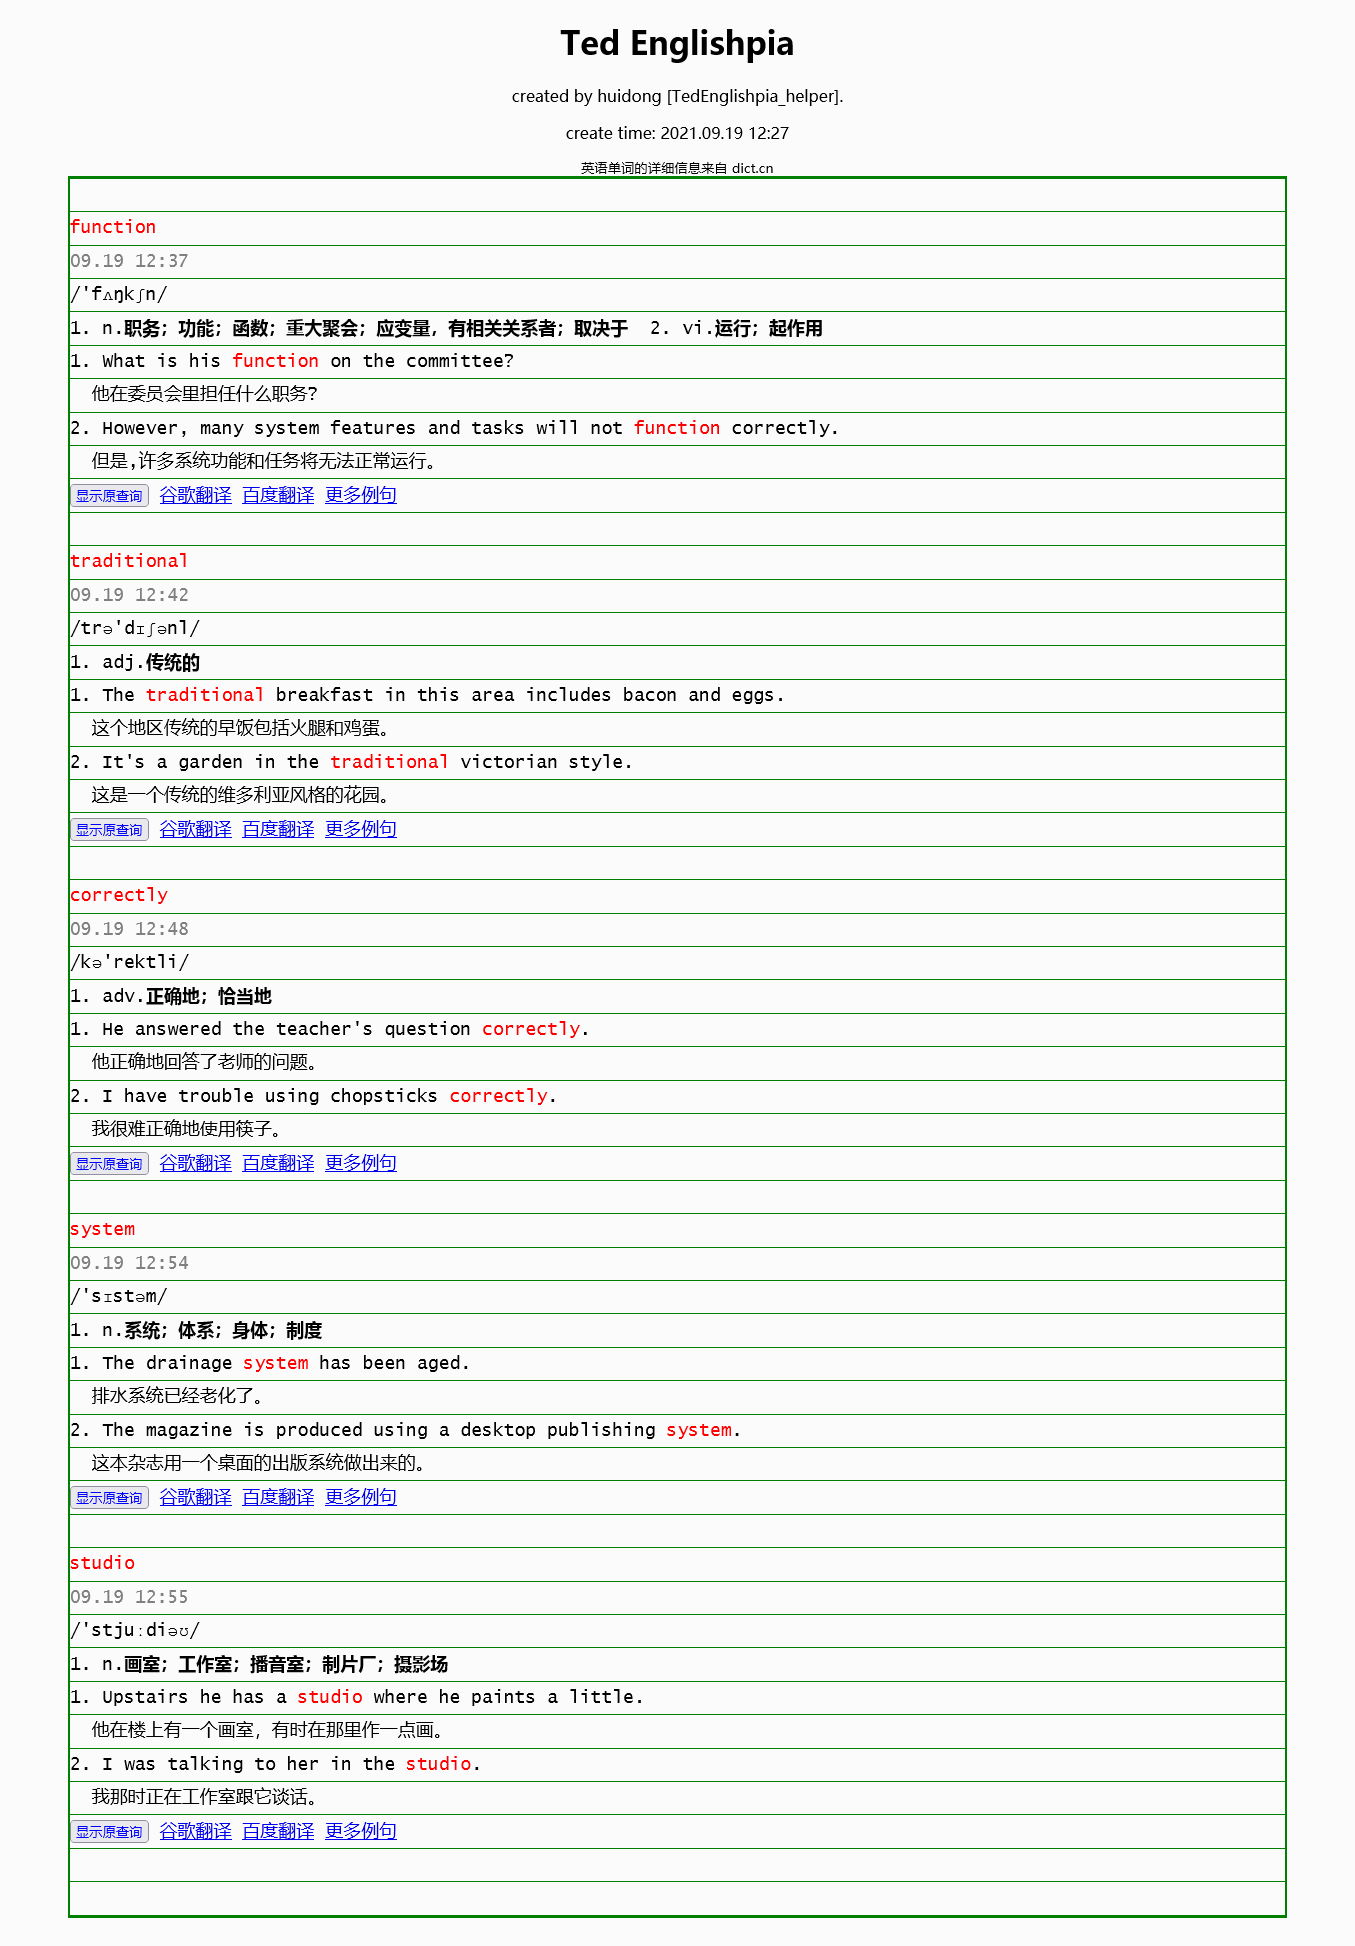 Ted Englishpia
created by huidong [TedEnglishpia_helper].
create time: 2021.09.19 12:27
英语单词的详细信息来自 dict.cn
function
09.19 12:37
/'fʌŋkʃn/
1. n.职务；功能；函数；重大聚会；应变量，有相关关系者；取决于  2. vi.运行；起作用
1. What is his function on the committee?
他在委员会里担任什么职务?
2. However, many system features and tasks will not function correctly.
但是,许多系统功能和任务将无法正常运行。
显示原查询 谷歌翻译 百度翻译 更多例句
traditional
09.19 12:42
/trə'dɪʃənl/
1. adj.传统的
1. The traditional breakfast in this area includes bacon and eggs.
这个地区传统的早饭包括火腿和鸡蛋。
2. It's a garden in the traditional victorian style.
这是一个传统的维多利亚风格的花园。
显示原查询 谷歌翻译 百度翻译 更多例句
correctly
09.19 12:48
/kə'rektli/
1. adv.正确地；恰当地
1. He answered the teacher's question correctly.
他正确地回答了老师的问题。
2. I have trouble using chopsticks correctly.
我很难正确地使用筷子。
显示原查询 谷歌翻译 百度翻译 更多例句
system
09.19 12:54
/'sɪstəm/
1. n.系统；体系；身体；制度
1. The drainage system has been aged.
排水系统已经老化了。
2. The magazine is produced using a desktop publishing system.
这本杂志用一个桌面的出版系统做出来的。
显示原查询 谷歌翻译 百度翻译 更多例句
studio
09.19 12:55
/'stjuːdiəʊ/
1. n.画室；工作室；播音室；制片厂；摄影场
1. Upstairs he has a studio where he paints a little.
他在楼上有一个画室，有时在那里作一点画。
2. I was talking to her in the studio.
我那时正在工作室跟它谈话。
显示原查询 谷歌翻译 百度翻译 更多例句